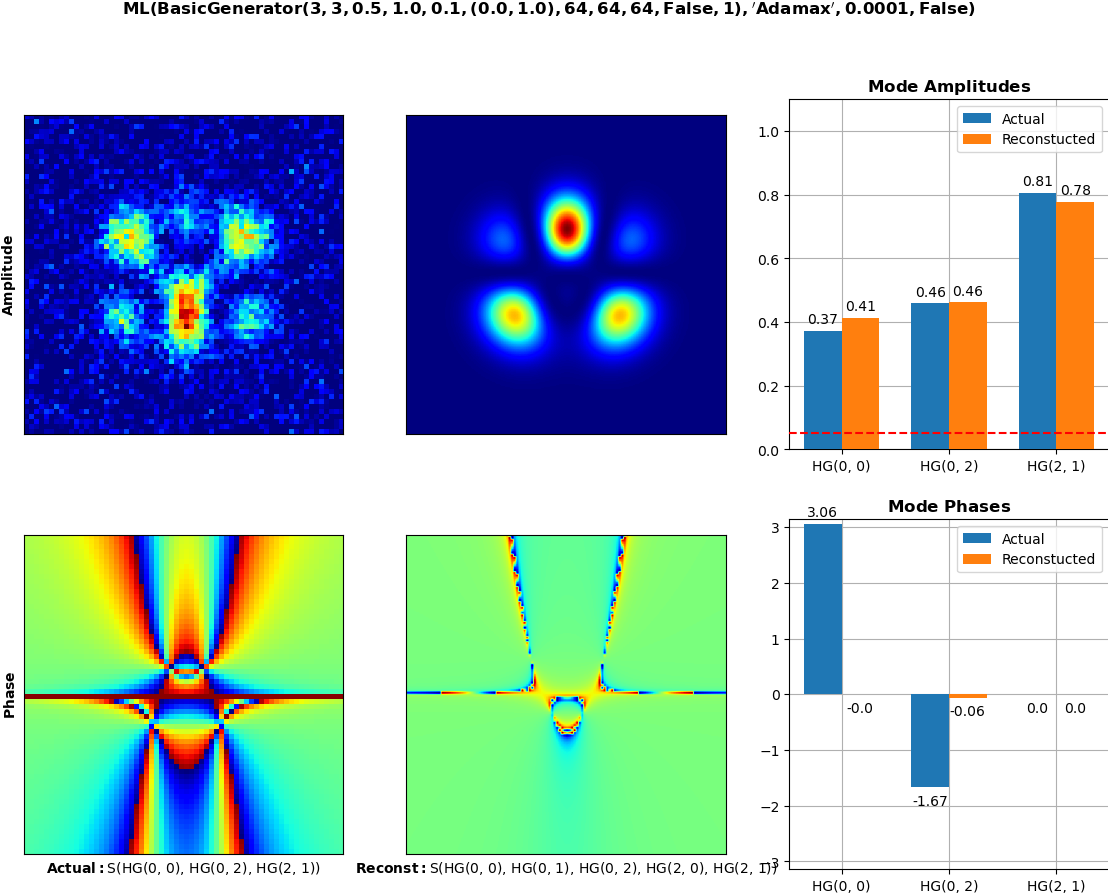 ML(BasicGenerator(3, 3, 0.5, 1.0, 0.1, (0.0, 1.0), 64, 64, 64, False, 1), 'Adamax', 0.0001, False)
Amplitude
Mode Amplitudes
Actual
Reconstucted
1.0
0.8
0.6
0.4
0.2
0.0
0.37
0.41
0.46
0.46
0.81
0.78
HG(0, 0)
HG(0, 2)
HG(2, 1)
Phase
Actual: S(HG(0, 0), HG(0, 2), HG(2, 1))
Reconst: S(HG(0, 0), HG(0, 1), HG(0, 2), HG(2, 0), HG(2, 1))
Mode Phases
Actual
Reconstucted
3
2
1
0
−1
−2
−3
3.06
-0.0
-1.67
-0.06
0.0
0.0
HG(0, 0)
HG(0, 2)
HG(2, 1)